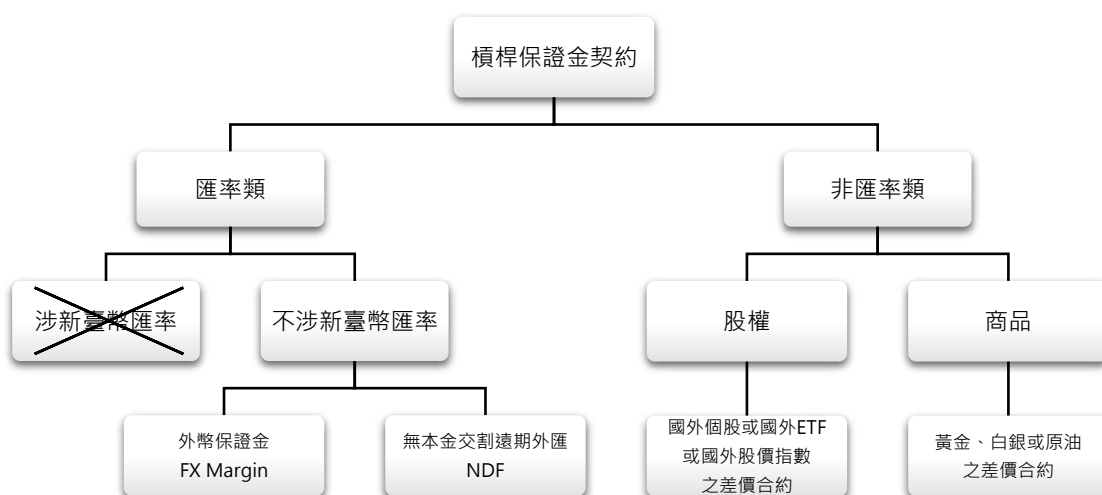 槓桿保證金契約
匯率類
非匯率類
涉新臺幣匯率
不涉新臺幣匯率
股權
商品
外幣保證金
FX Margin
無本金交割遠期外匯
NDF
國外個股或國外ETF
或國外股價指數
之差價合約
黃金、白銀或原油
之差價合約